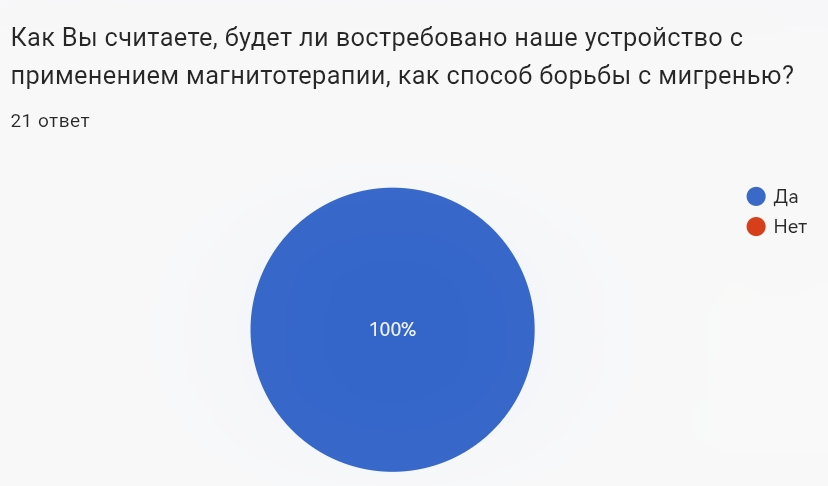 Как Вы считаете, будет ли востребовано наше устройство с
применением магнитотерапии, как способ борьбы с мигренью?
21 ответ
Да
Нет
100%